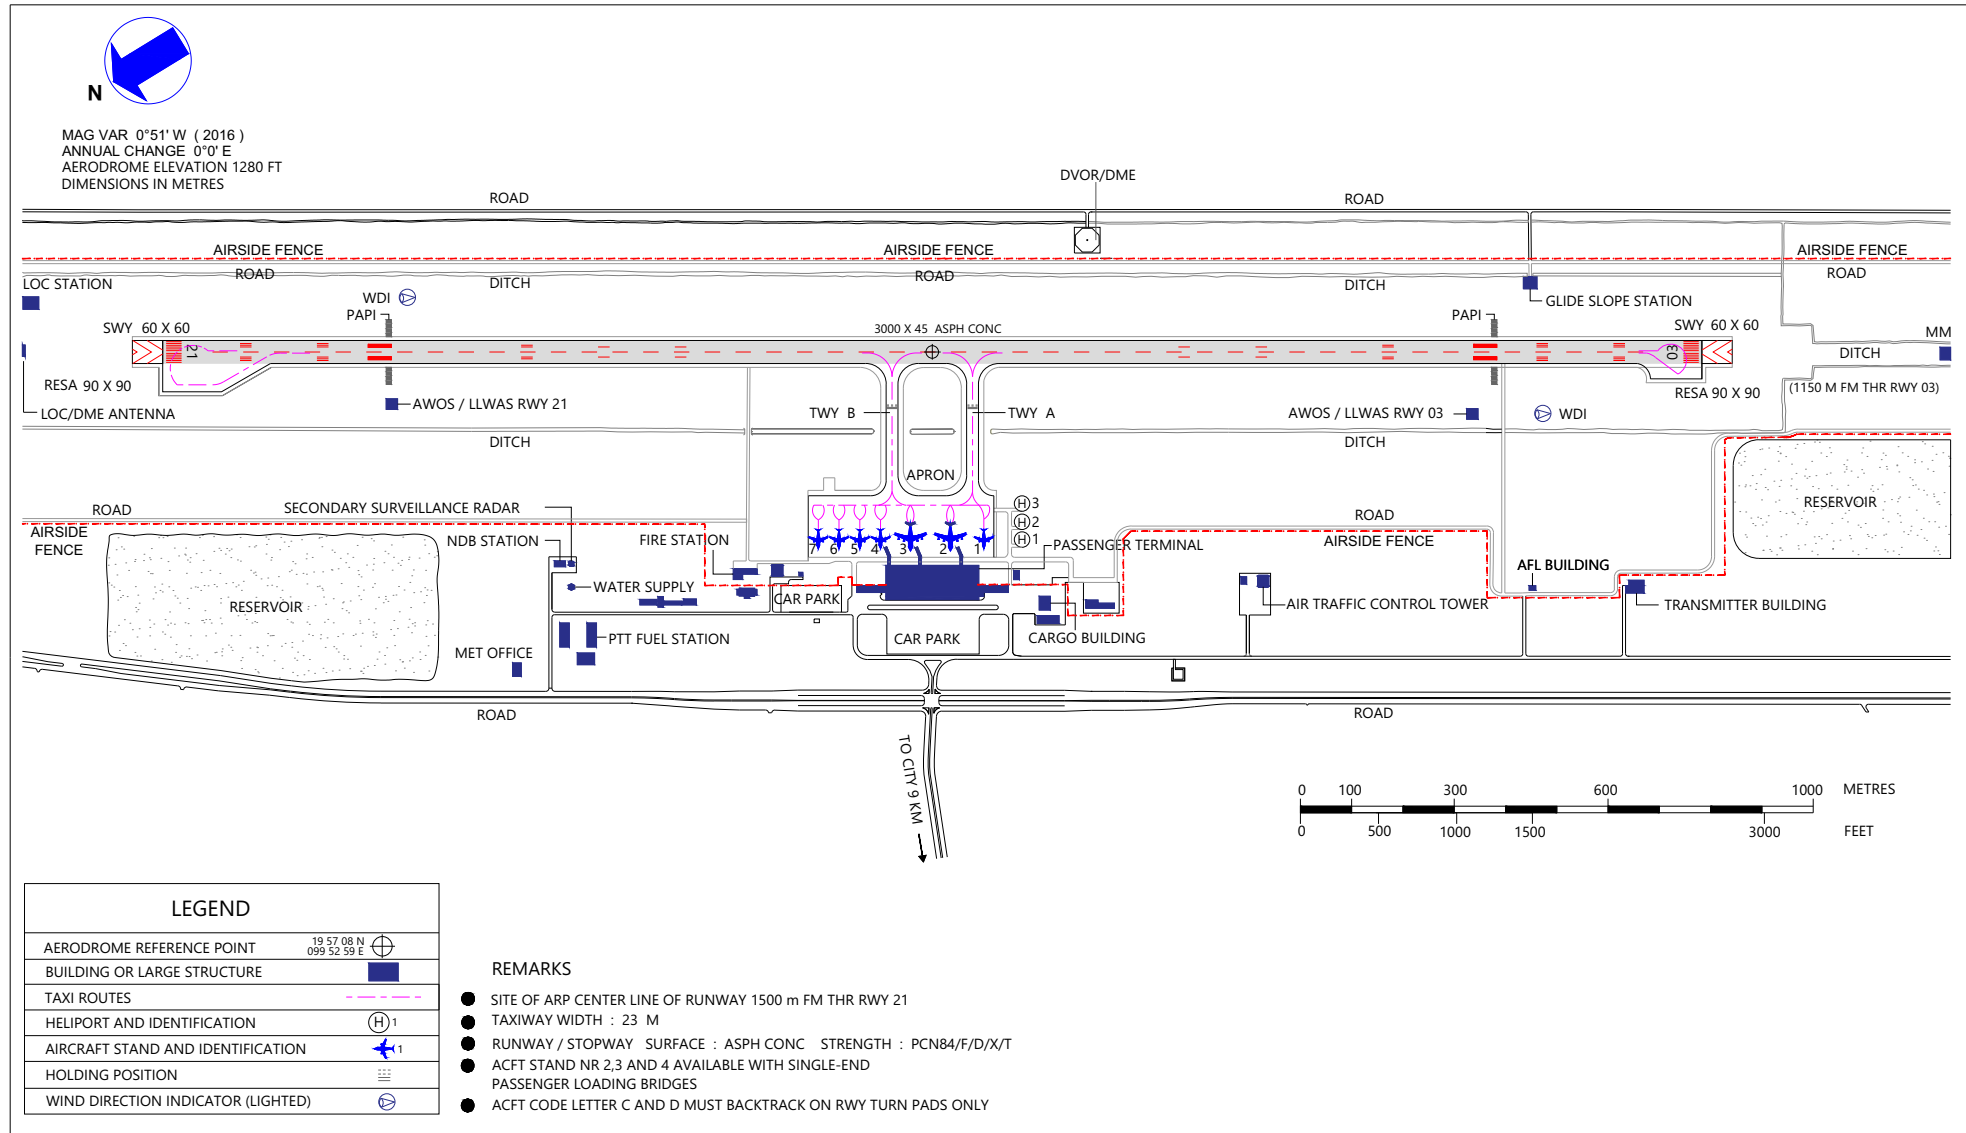 N
MAG VAR 0°51' W ( 2016 )
ANNUAL CHANGE 0°0' E
AERODROME ELEVATION 1280 FT
DIMENSIONS IN METRES
DVOR/DME
ROAD
ROAD
AIRSIDE FENCE
AIRSIDE FENCE
AIRSIDE FENCE
ROAD
ROAD
ROAD
LOC STATION
DITCH
DITCH
WDI
GLIDE SLOPE STATION
PAPI
PAPI
SWY 60 X 60
3000 X 45 ASPH CONC
SWY 60 X 60
MM
21
03
DITCH
RESA 90 X 90
RESA 90 X 90
(1150 M FM THR RWY 03)
LOC/DME ANTENNA
AWOS / LLWAS RWY 21
TWY B
TWY A
AWOS / LLWAS RWY 03
WDI
DITCH
DITCH
APRON
ROAD
SECONDARY SURVEILLANCE RADAR
H 3
H 2
H 1
ROAD
RESERVOIR
AIRSIDE
FENCE
NDB STATION
FIRE STATION
7 6 5 4 3 2 1
PASSENGER TERMINAL
AIRSIDE FENCE
WATER SUPPLY
AFL BUILDING
RESERVOIR
CAR PARK
AIR TRAFFIC CONTROL TOWER
TRANSMITTER BUILDING
PTT FUEL STATION
CAR PARK
CARGO BUILDING
MET OFFICE
ROAD
ROAD
TO CITY 9 KM
0 100 300 600 1000 METRES
0 500 1000 1500 3000 FEET
LEGEND
AERODROME REFERENCE POINT
19 57 08 N
099 52 59 E
BUILDING OR LARGE STRUCTURE
TAXI ROUTES
HELIPORT AND IDENTIFICATION H 1
AIRCRAFT STAND AND IDENTIFICATION 1
HOLDING POSITION
WIND DIRECTION INDICATOR (LIGHTED)
REMARKS
SITE OF ARP CENTER LINE OF RUNWAY 1500 m FM THR RWY 21
TAXIWAY WIDTH : 23 M
RUNWAY / STOPWAY SURFACE : ASPH CONC STRENGTH : PCN84/F/D/X/T
ACFT STAND NR 2,3 AND 4 AVAILABLE WITH SINGLE-END
PASSENGER LOADING BRIDGES
ACFT CODE LETTER C AND D MUST BACKTRACK ON RWY TURN PADS ONLY